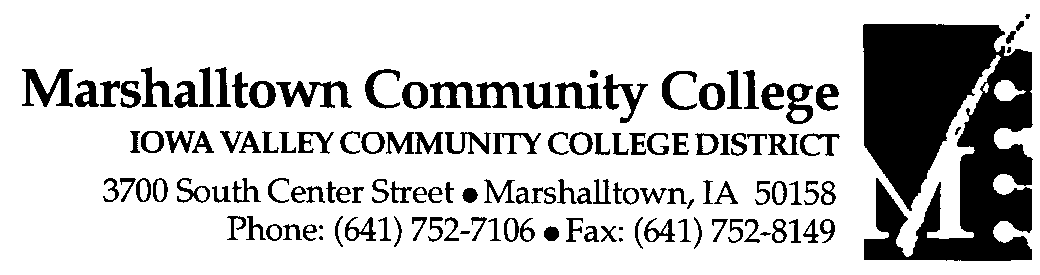 Marshalltown Community College
IOWA VALLEY COMMUNITY COLLEGE DISTRICT
3700 South Center Street • Marshalltown, IA 50158
Phone: (641) 752-7106 • Fax: (641) 752-8149
M